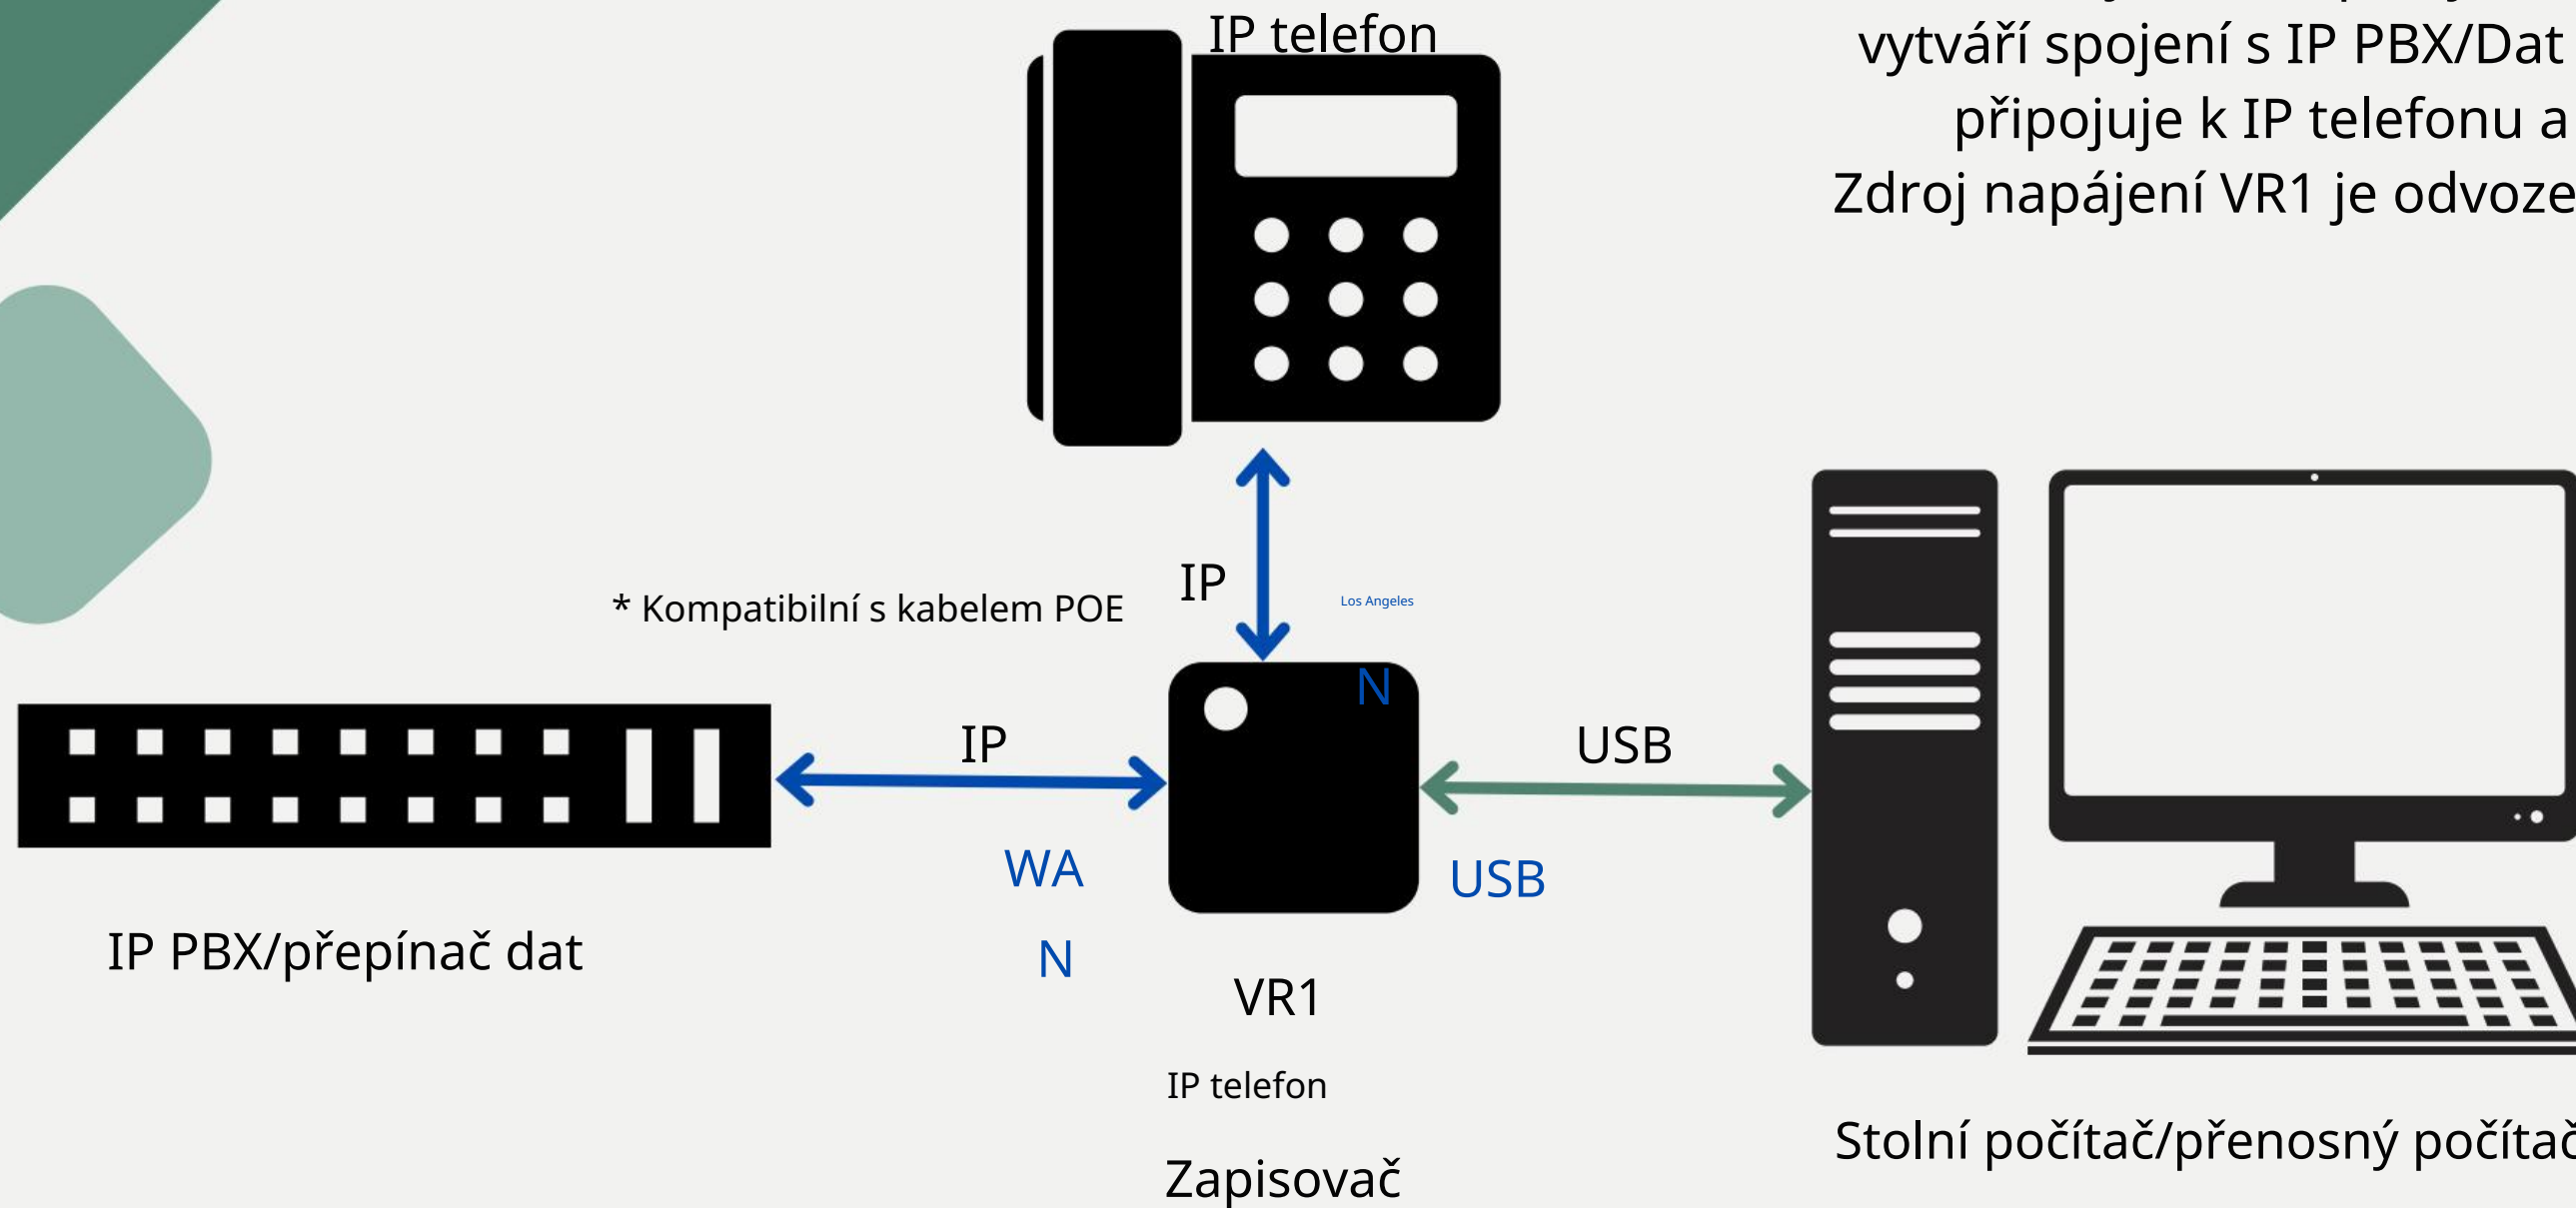 IP telefon
vytváří spojení s IP PBX/Dat
připojuje k IP telefonu a
Zdroj napájení VR1 je odvoze
IP
* Kompatibilní s kabelem POE
Los Angeles
N
IP
USB
WA
N
USB
IP PBX/přepínač dat
VR1
IP telefon
Stolní počítač/přenosný počítač
Zapisovač